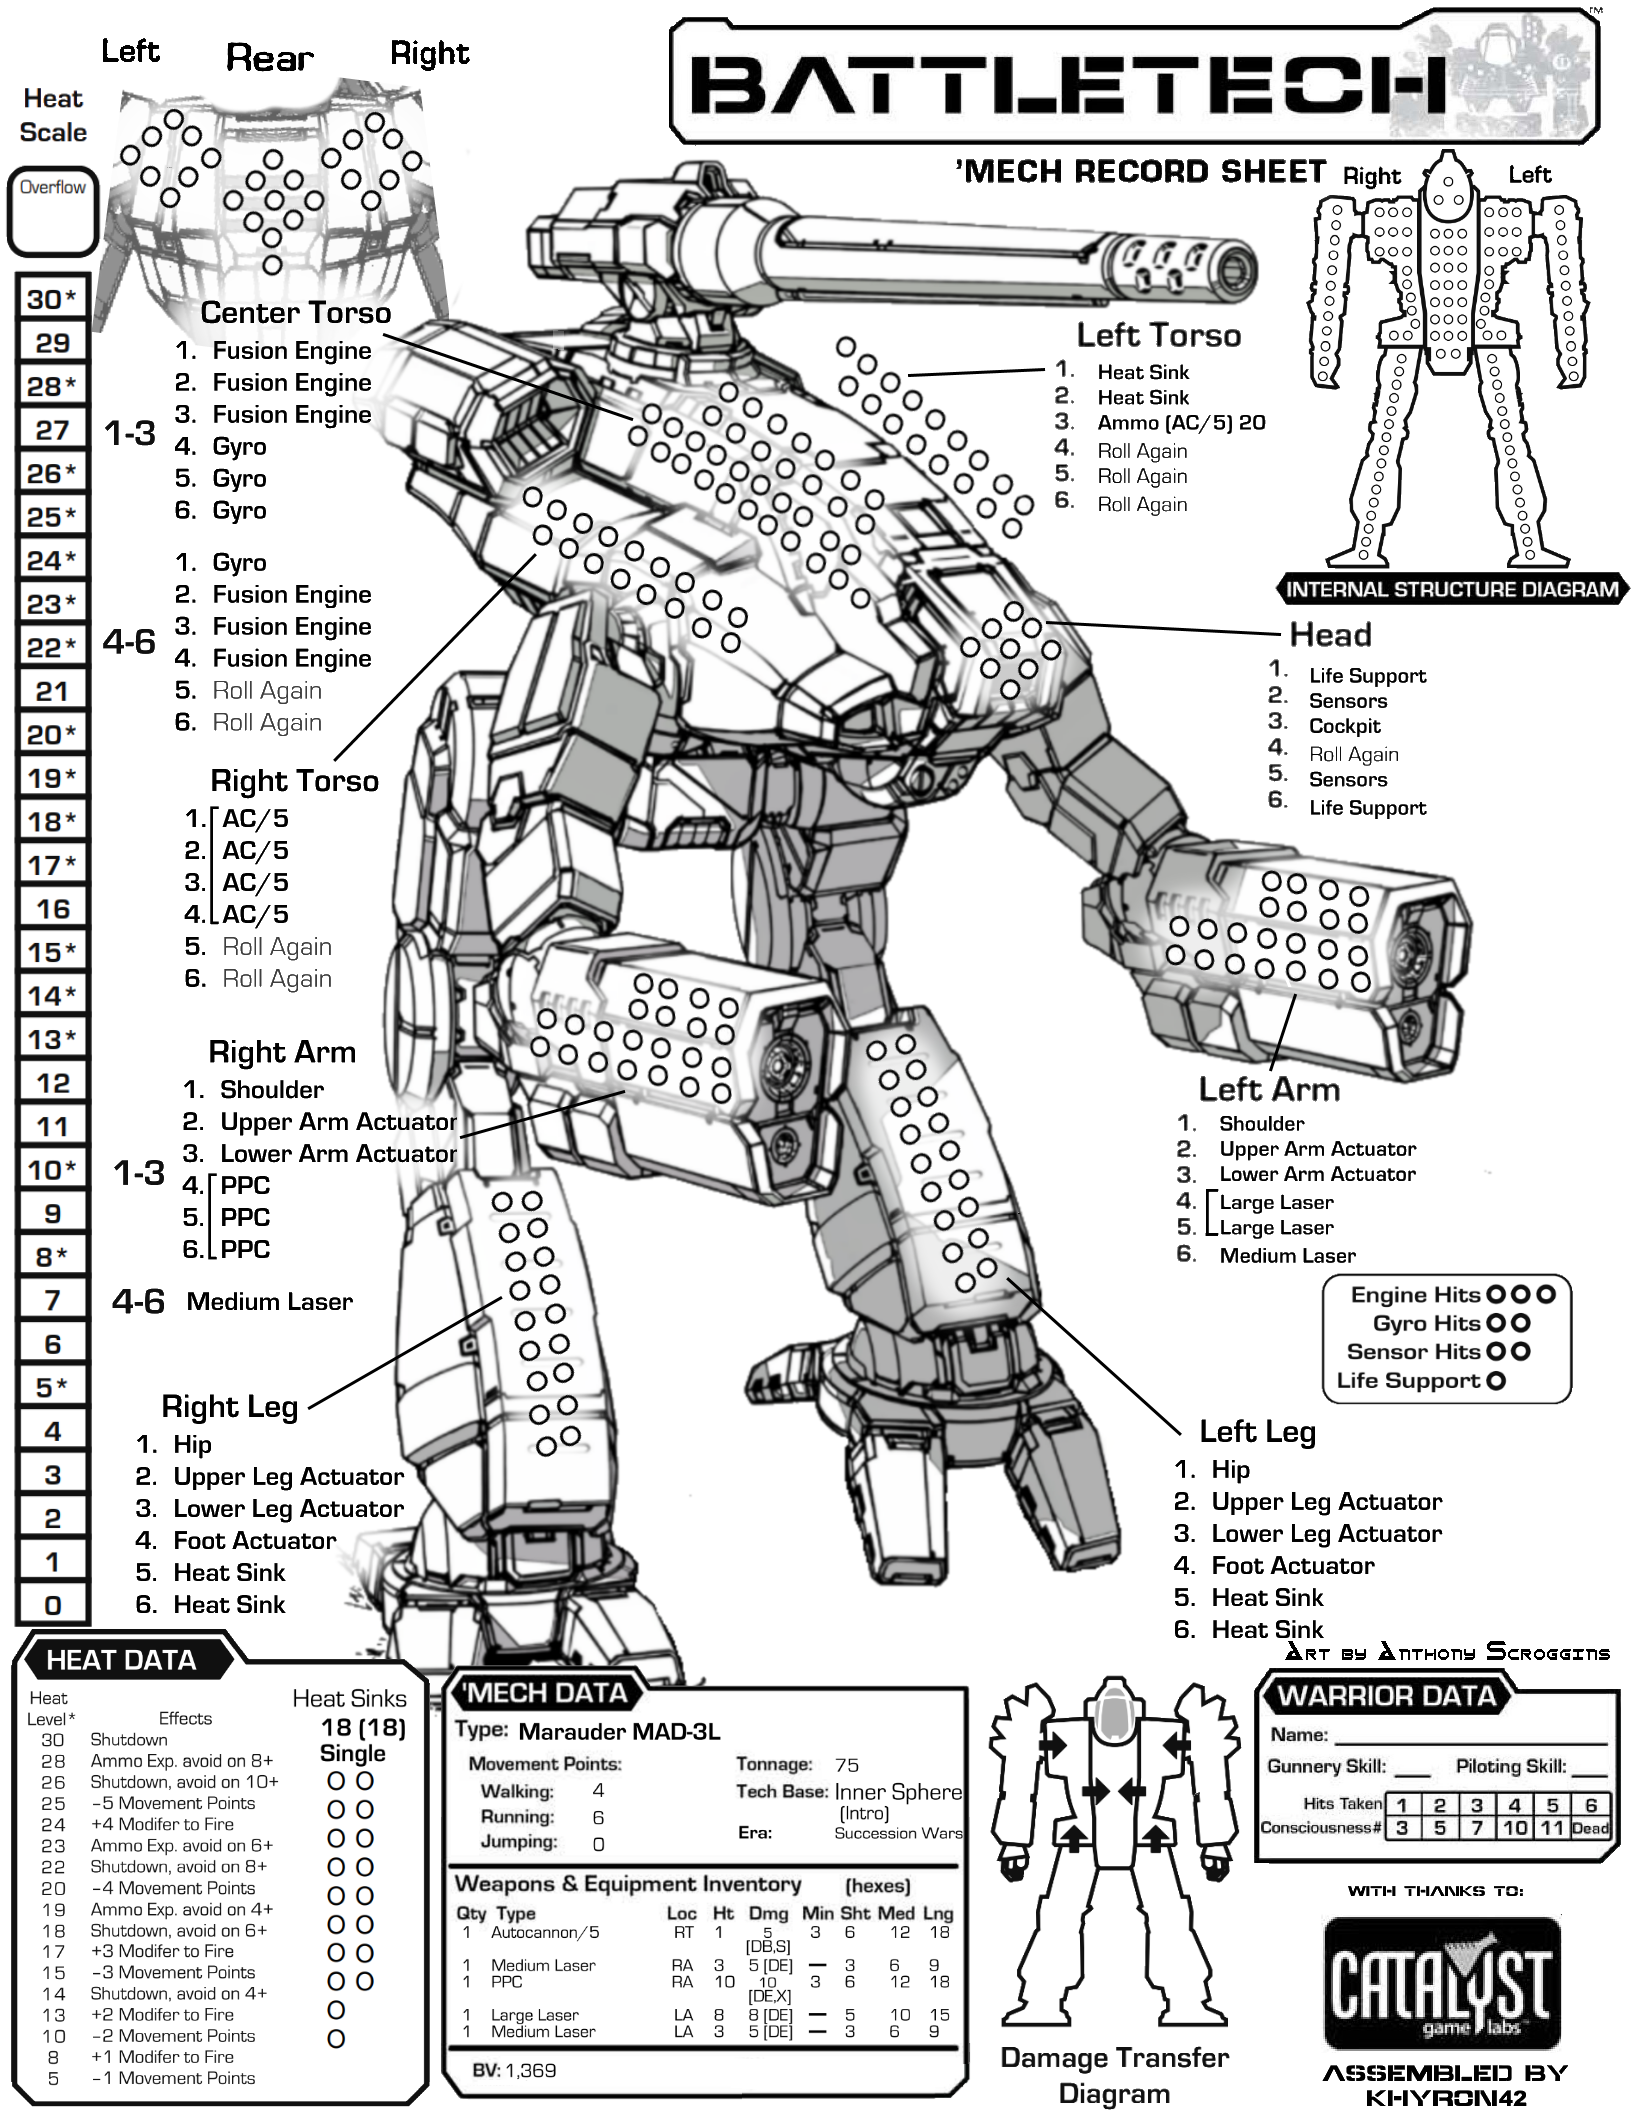 Left Rear Right
Heat
Scale
Overflow
30*
29
28*
27
26*
25*
24*
23*
22*
21
20*
19*
18*
17*
16
15*
14*
13*
12
11
10*
9
8*
7
6
5*
4
3
2
1
0
BATTLETECH
TM
'MECH RECORD SHEET
Right Left
INTERNAL STRUCTURE DIAGRAM
Center Torso
1-3
1. Fusion Engine
2. Fusion Engine
3. Fusion Engine
4. Gyro
5. Gyro
6. Gyro
4-6
1. Gyro
2. Fusion Engine
3. Fusion Engine
4. Fusion Engine
5. Roll Again
6. Roll Again
Left Torso
1. Heat Sink
2. Heat Sink
3. Ammo (AC/5) 20
4. Roll Again
5. Roll Again
6. Roll Again
Head
1. Life Support
2. Sensors
3. Cockpit
4. Roll Again
5. Sensors
6. Life Support
Right Torso
1. AC/5
2. AC/5
3. AC/5
4. AC/5
5. Roll Again
6. Roll Again
Right Arm
1-3
1. Shoulder
2. Upper Arm Actuator
3. Lower Arm Actuator
4. PPC
5. PPC
6. PPC
4-6 Medium Laser
Left Arm
1. Shoulder
2. Upper Arm Actuator
3. Lower Arm Actuator
4. Large Laser
5. Large Laser
6. Medium Laser
Engine Hits
Gyro Hits
Sensor Hits
Life Support
Right Leg
1. Hip
2. Upper Leg Actuator
3. Lower Leg Actuator
4. Foot Actuator
5. Heat Sink
6. Heat Sink
Left Leg
1. Hip
2. Upper Leg Actuator
3. Lower Leg Actuator
4. Foot Actuator
5. Heat Sink
6. Heat Sink
Art by Anthony Scroggins
HEAT DATA
Heat
Level* Effects
30 Shutdown
28 Ammo Exp. avoid on 8+
26 Shutdown, avoid on 10+
25 -5 Movement Points
24 +4 Modifer to Fire
23 Ammo Exp. avoid on 6+
22 Shutdown, avoid on 8+
20 -4 Movement Points
19 Ammo Exp. avoid on 4+
18 Shutdown, avoid on 6+
17 +3 Modifer to Fire
15 -3 Movement Points
14 Shutdown, avoid on 4+
13 +2 Modifer to Fire
10 -2 Movement Points
8 +1 Modifer to Fire
5 -1 Movement Points
Heat Sinks
18 (18)
Single
'MECH DATA
Type: Marauder MAD-3L
Movement Points:
Walking: 4
Running: 6
Jumping: 0
Tonnage: 75
Tech Base: Inner Sphere
(Intro)
Era: Succession Wars
Weapons & Equipment Inventory (hexes)
Qty Type Loc Ht Dmg Min Sht Med Lng
1 Autocannon/5 RT 1 5 3 6 12 18
[DB,S]
1 Medium Laser RA 3 5 [DE] — 3 6 9
1 PPC RA 10 10 3 6 12 18
[DE,X]
1 Large Laser LA 8 8 [DE] — 5 10 15
1 Medium Laser LA 3 5 [DE] — 3 6 9
BV: 1,369
Damage Transfer
Diagram
WARRIOR DATA
Name:
Gunnery Skill: Piloting Skill:
Hits Taken 1 2 3 4 5 6
Consciousness# 3 5 7 10 11 Dead
WITH THANKS TO:
CATALYST
game labs
ASSEMBLED BY
KHYRON42